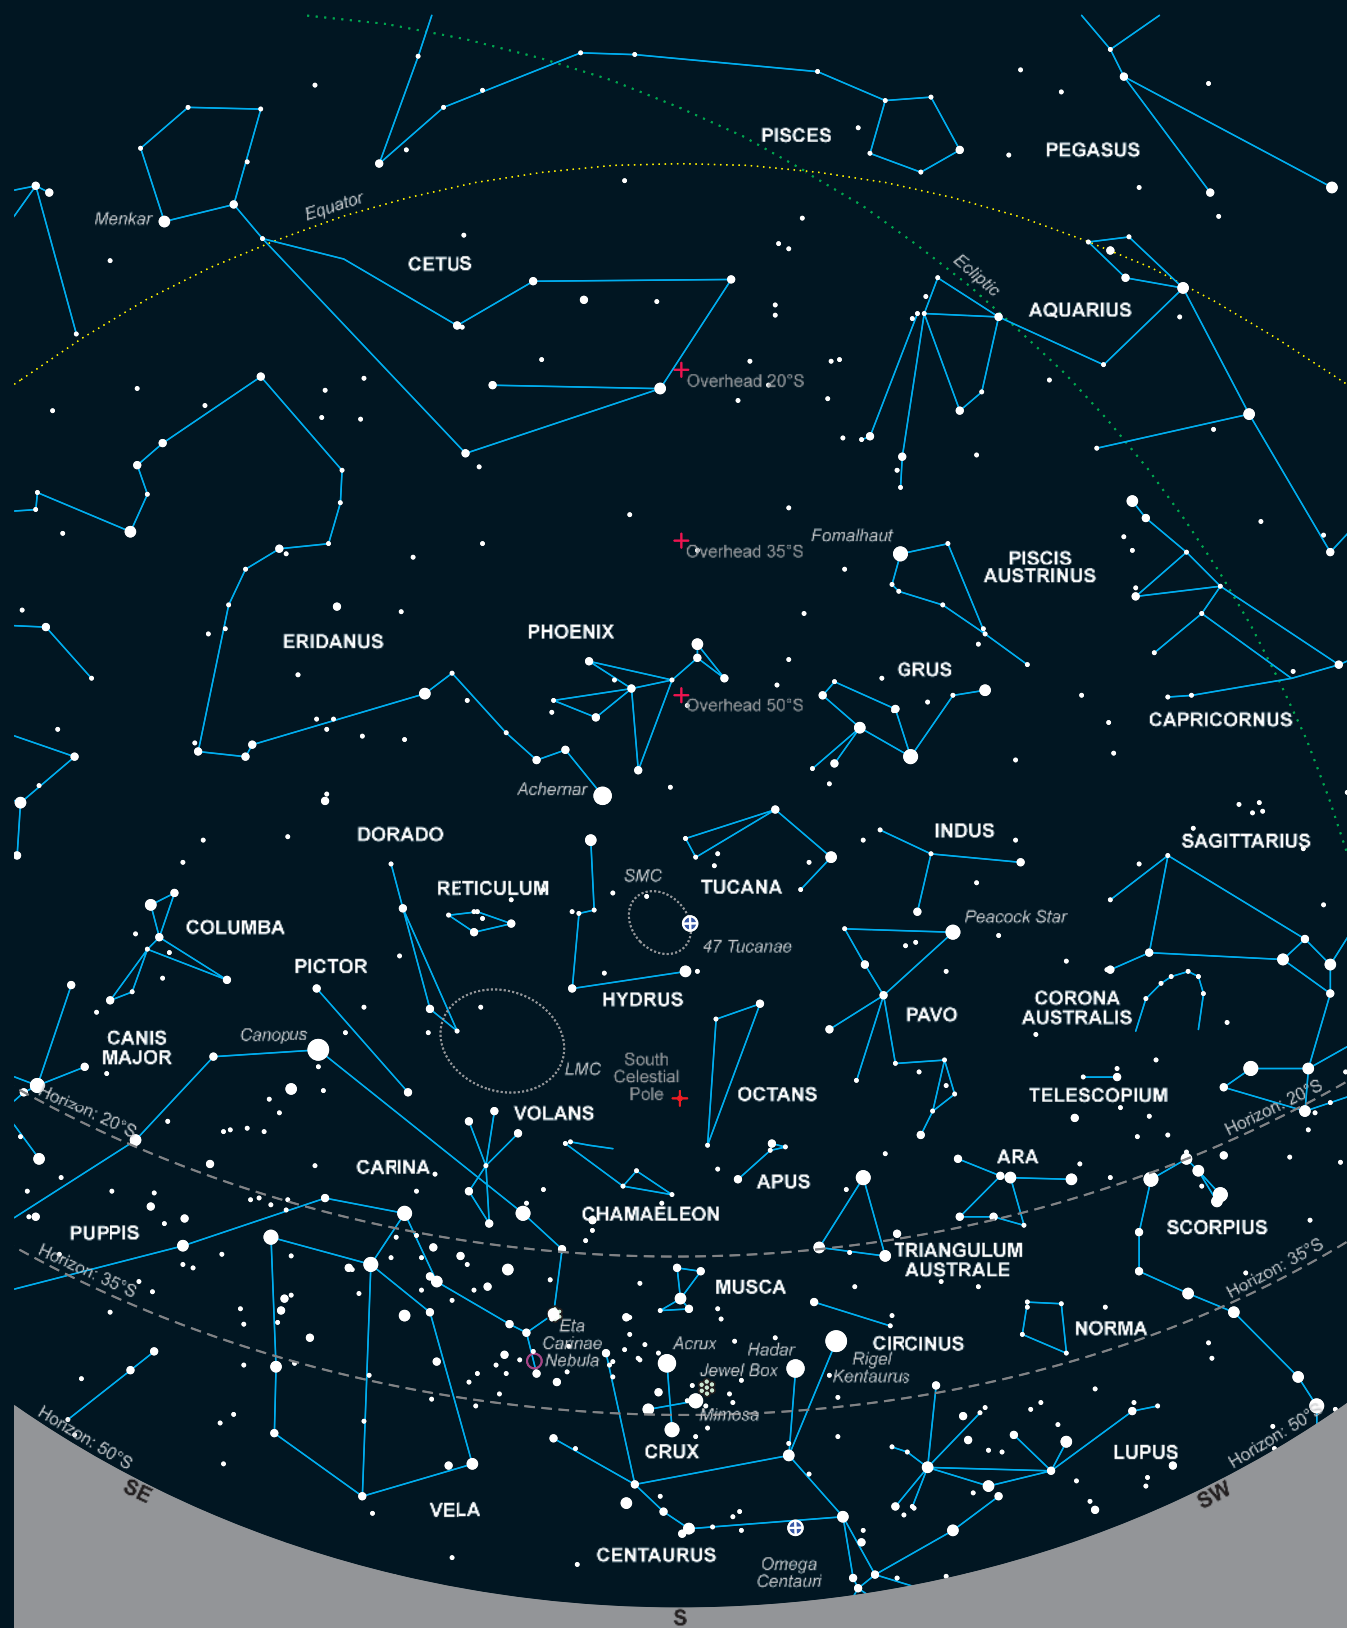 PISCES
PEGASUS
Menkar
Equator
CETUS
Ecliptic
AQUARIUS
Overhead 20°S
Fomalhaut
Overhead 35°S
PISCIS
AUSTRINUS
PHOENIX
ERIDANUS
GRUS
Overhead 50°S
CAPRICORNUS
Achernar
DORADO
INDUS
SAGITTARIUS
SMC
RETICULUM
TUCANA
COLUMBA
Peacock Star
47 Tucanae
PICTOR
HYDRUS
CORONA
AUSTRALIS
PAVO
CANIS
MAJOR
Canopus
LMC
South
Celestial
Pole
OCTANS
TELESCOPIUM
Horizon: 20°S
Horizon: 20°S
VOLANS
CARINA
ARA
APUS
CHAMAELEON
SCORPIUS
PUPPIS
TRIANGULUM
AUSTRALE
Horizon: 35°S
Horizon: 35°S
MUSCA
Eta
Carinae
Nebula
Acrux
Hadar
CIRCINUS
NORMA
Jewel Box
Rigel
Kentaurus
Mimosa
Horizon: 50°S
Horizon: 50°S
CRUX
LUPUS
SE
SW
VELA
CENTAURUS
Omega
Centauri
S